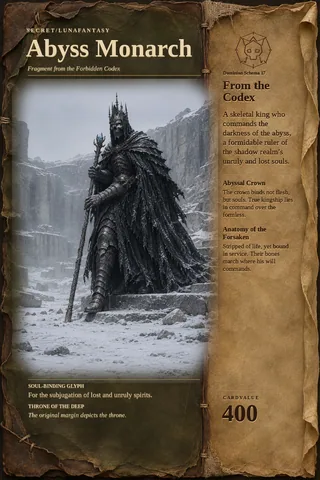 SECRET/LUNAFANTASY
Abyss Monarch
Fragment from the Forbidden Codex
SOUL-BINDING GLYPH
For the subjugation of lost and unruly spirits.
THRONE OF THE DEEP
The original margin depicts the throne.
Dominion Schema 17
From the
Codex
A skeletal king who
commands the
darkness of the abyss,
a formidable ruler of
the shadow realm's
unruly and lost souls.
Abyssal Crown
The crown binds not flesh,
but souls. True kingship lies
in command over the
formless.
Anatomy of the
Forsaken
Stripped of life, yet bound
in service. Their bones
march where his will
commands.
CARDVALUE
400